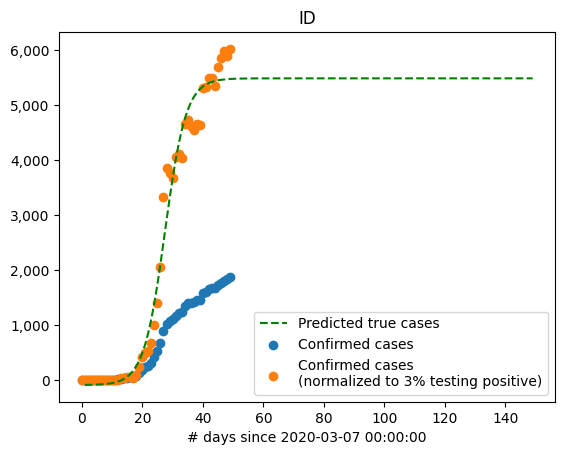 ID
6,000
5,000
4,000
3,000
2,000
1,000
0
Predicted true cases
Confirmed cases
Confirmed cases
(normalized to 3% testing positive)
0 20 40 60 80 100 120 140
# days since 2020-03-07 00:00:00